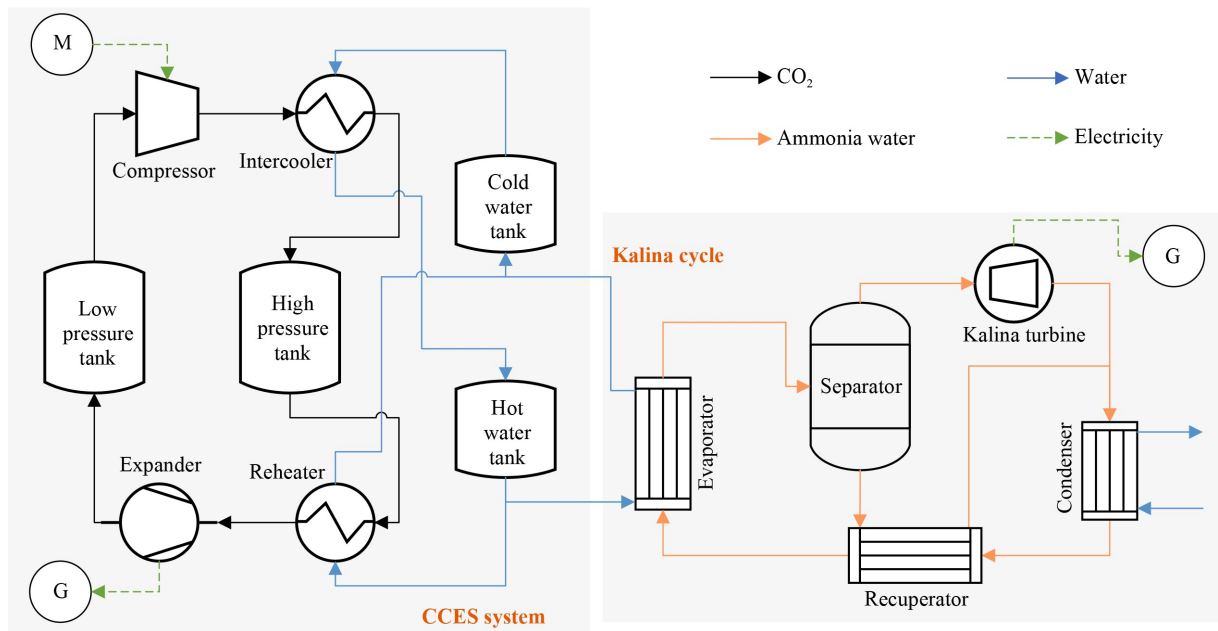 M
Compressor
Intercooler
Cold
water
tank
Low
pressure
tank
High
pressure
tank
Hot
water
tank
Expander
Reheater
G
CCES system
CO₂
Water
Ammonia water
Electricity
Kalina cycle
G
Kalina turbine
Separator
Evaporator
Condenser
Recuperator